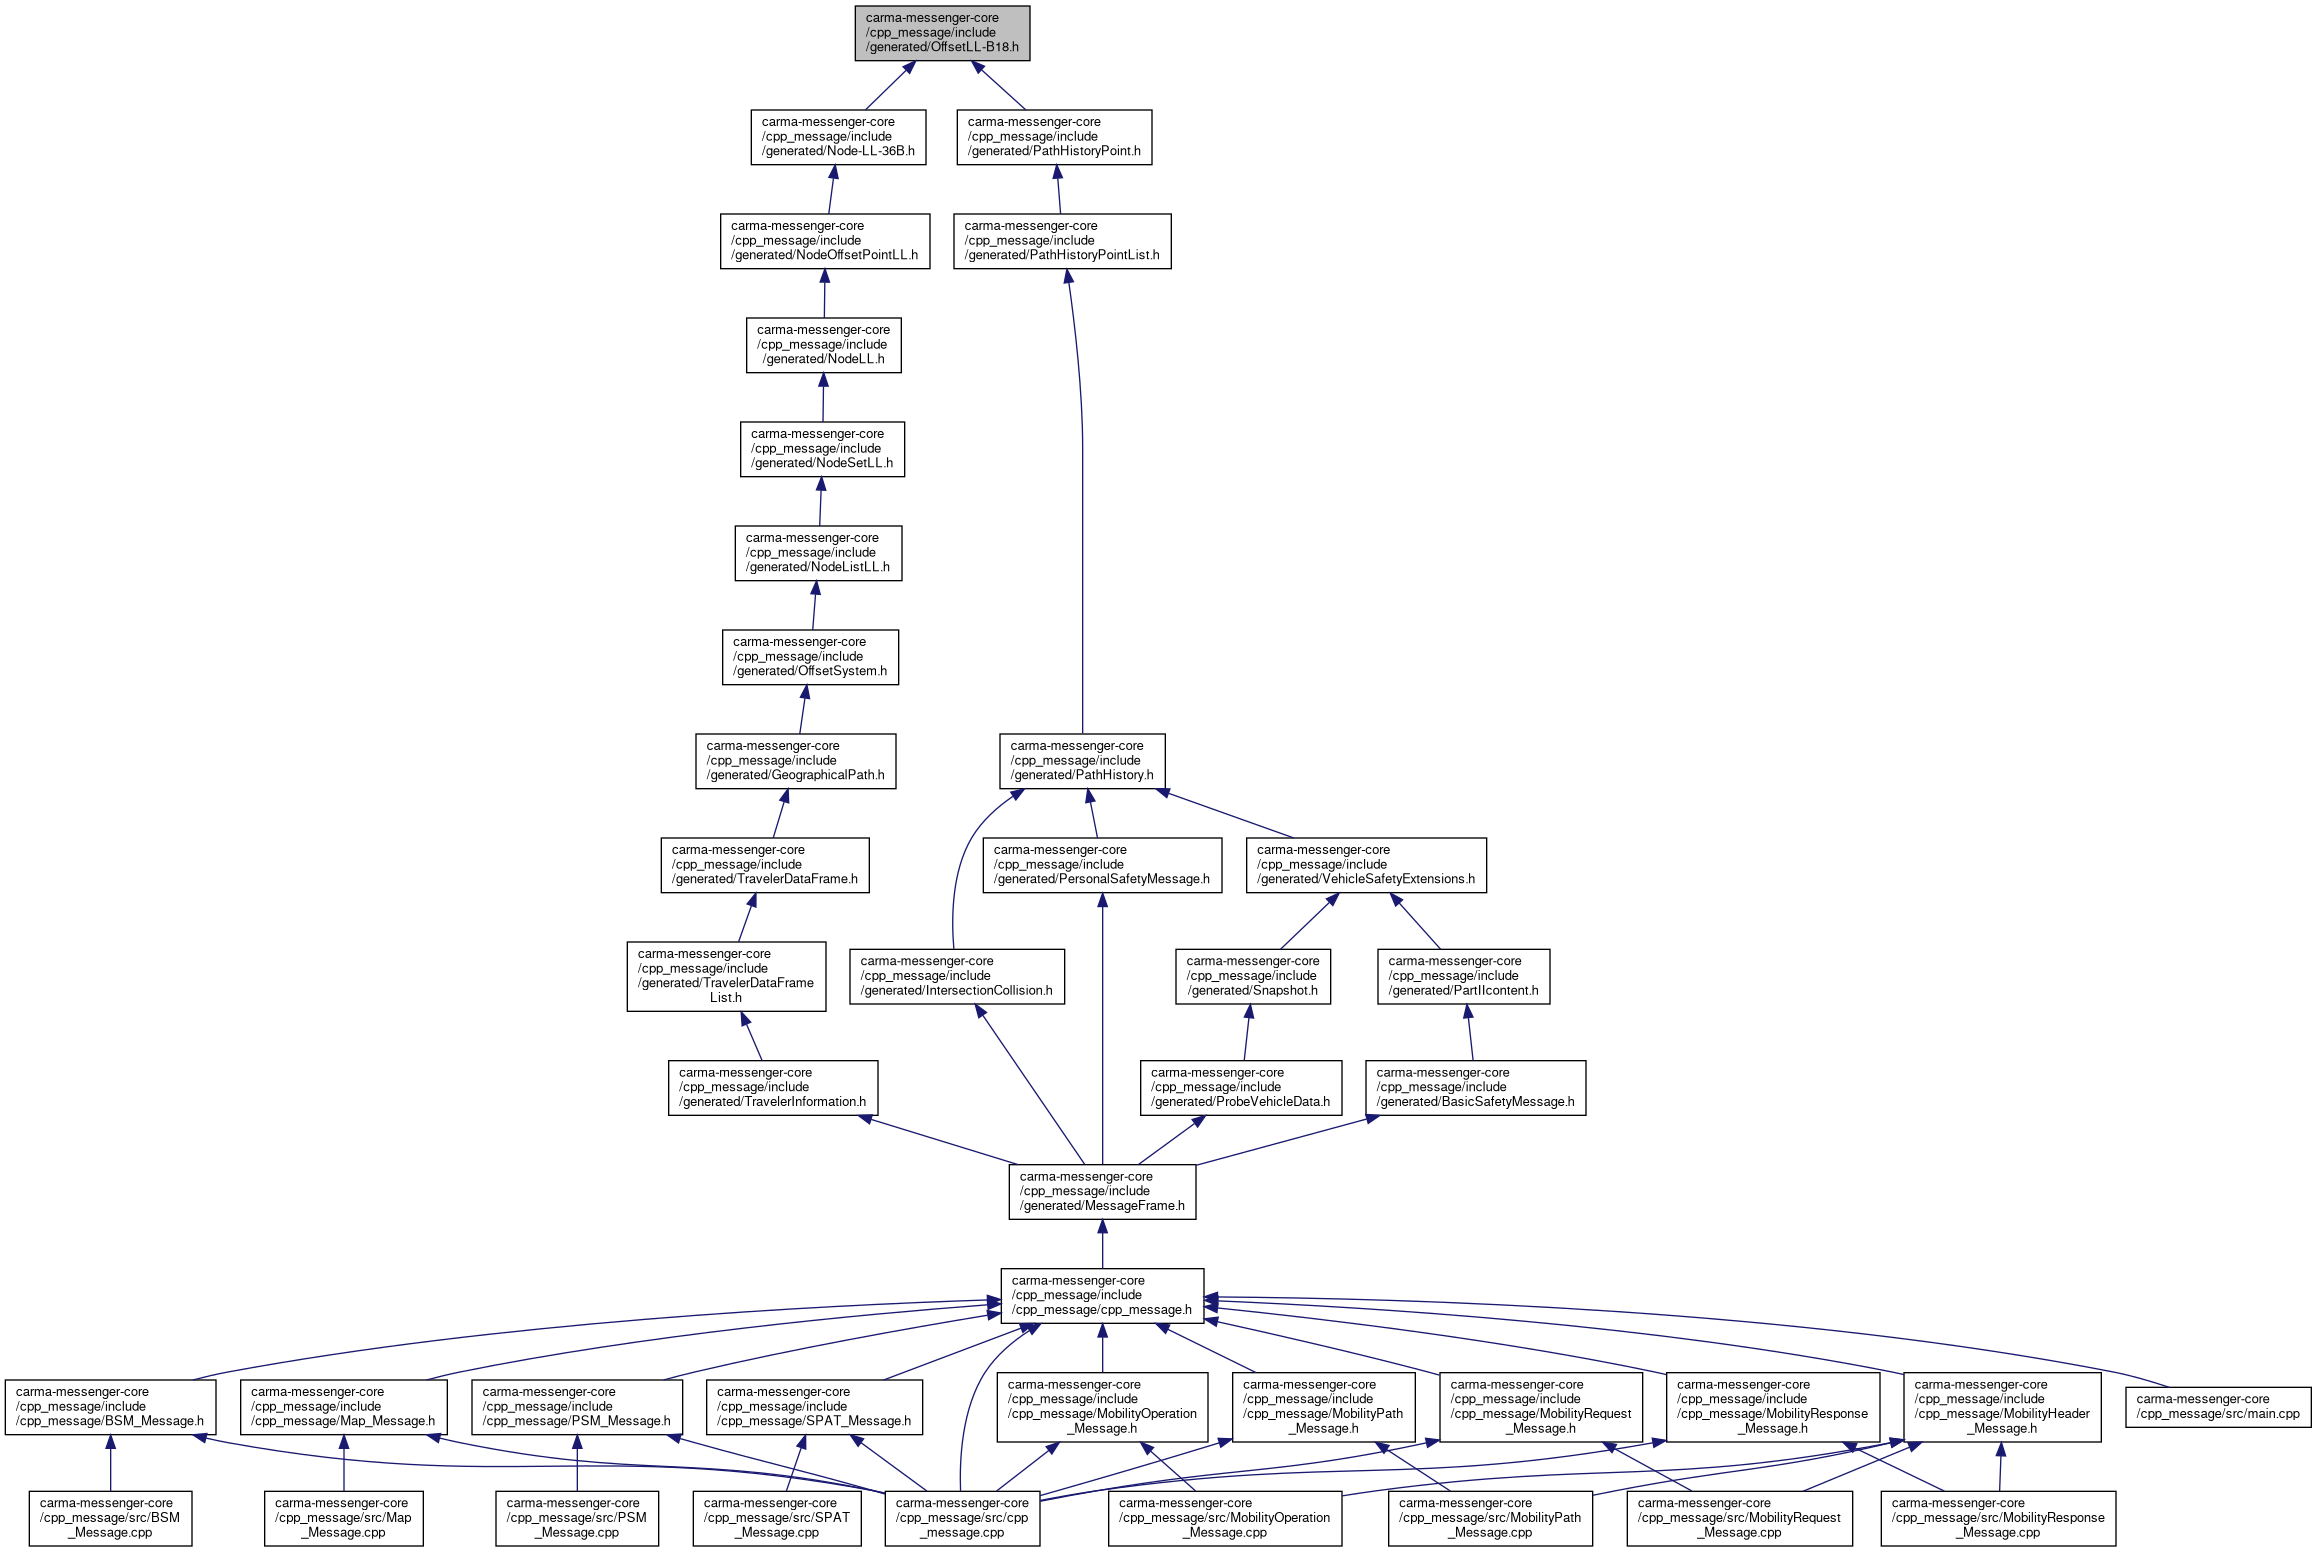 carma-messenger-core
/cpp_message/include
/generated/OffsetLL-B18.h
carma-messenger-core
/cpp_message/include
/generated/Node-LL-36B.h
carma-messenger-core
/cpp_message/include
/generated/PathHistoryPoint.h
carma-messenger-core
/cpp_message/include
/generated/NodeOffsetPointLL.h
carma-messenger-core
/cpp_message/include
/generated/PathHistoryPointList.h
carma-messenger-core
/cpp_message/include
/generated/NodeLL.h
carma-messenger-core
/cpp_message/include
/generated/NodeSetLL.h
carma-messenger-core
/cpp_message/include
/generated/NodeListLL.h
carma-messenger-core
/cpp_message/include
/generated/OffsetSystem.h
carma-messenger-core
/cpp_message/include
/generated/GeographicalPath.h
carma-messenger-core
/cpp_message/include
/generated/PathHistory.h
carma-messenger-core
/cpp_message/include
/generated/TravelerDataFrame.h
carma-messenger-core
/cpp_message/include
/generated/PersonalSafetyMessage.h
carma-messenger-core
/cpp_message/include
/generated/VehicleSafetyExtensions.h
carma-messenger-core
/cpp_message/include
/generated/TravelerDataFrame
List.h
carma-messenger-core
/cpp_message/include
/generated/IntersectionCollision.h
carma-messenger-core
/cpp_message/include
/generated/Snapshot.h
carma-messenger-core
/cpp_message/include
/generated/PartIIcontent.h
carma-messenger-core
/cpp_message/include
/generated/TravelerInformation.h
carma-messenger-core
/cpp_message/include
/generated/ProbeVehicleData.h
carma-messenger-core
/cpp_message/include
/generated/BasicSafetyMessage.h
carma-messenger-core
/cpp_message/include
/generated/MessageFrame.h
carma-messenger-core
/cpp_message/include
/cpp_message/cpp_message.h
carma-messenger-core
/cpp_message/include
/cpp_message/BSM_Message.h
carma-messenger-core
/cpp_message/include
/cpp_message/Map_Message.h
carma-messenger-core
/cpp_message/include
/cpp_message/PSM_Message.h
carma-messenger-core
/cpp_message/include
/cpp_message/SPAT_Message.h
carma-messenger-core
/cpp_message/include
/cpp_message/MobilityOperation
_Message.h
carma-messenger-core
/cpp_message/include
/cpp_message/MobilityPath
_Message.h
carma-messenger-core
/cpp_message/include
/cpp_message/MobilityRequest
_Message.h
carma-messenger-core
/cpp_message/include
/cpp_message/MobilityResponse
_Message.h
carma-messenger-core
/cpp_message/include
/cpp_message/MobilityHeader
_Message.h
carma-messenger-core
/cpp_message/src/main.cpp
carma-messenger-core
/cpp_message/src/BSM
_Message.cpp
carma-messenger-core
/cpp_message/src/Map
_Message.cpp
carma-messenger-core
/cpp_message/src/PSM
_Message.cpp
carma-messenger-core
/cpp_message/src/SPAT
_Message.cpp
carma-messenger-core
/cpp_message/src/cpp
_message.cpp
carma-messenger-core
/cpp_message/src/MobilityOperation
_Message.cpp
carma-messenger-core
/cpp_message/src/MobilityPath
_Message.cpp
carma-messenger-core
/cpp_message/src/MobilityRequest
_Message.cpp
carma-messenger-core
/cpp_message/src/MobilityResponse
_Message.cpp